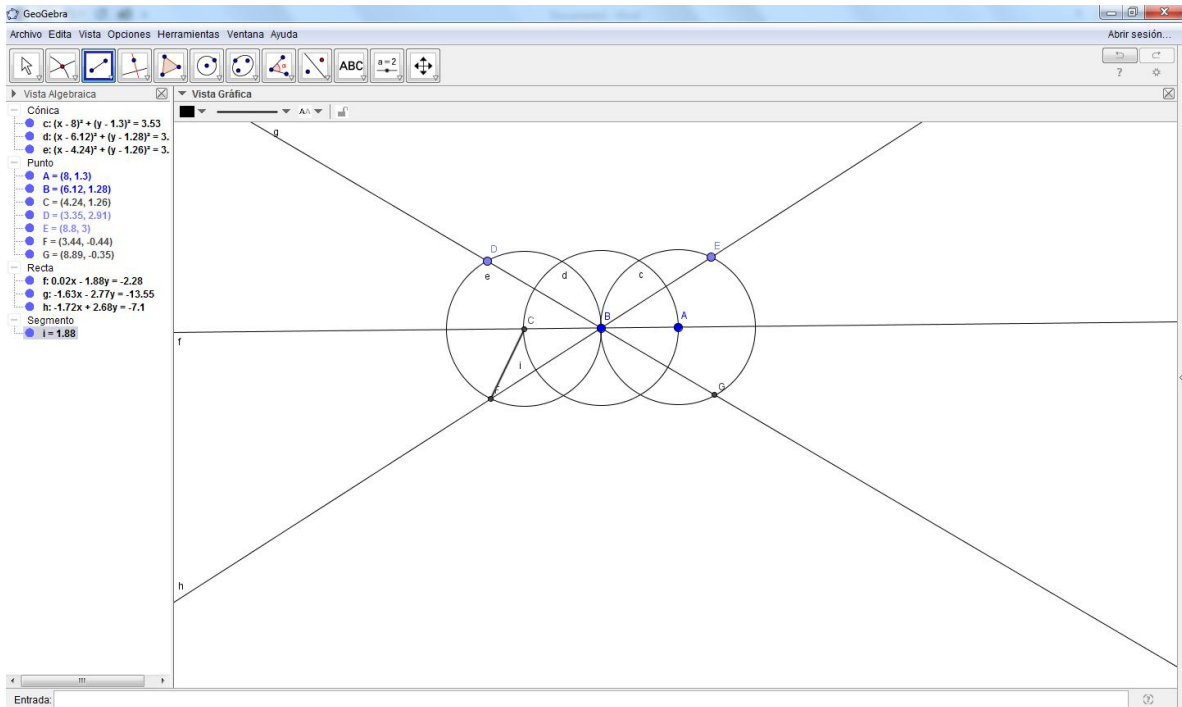 GeoGebra
Archivo Edita Vista Opciones Herramientas Ventana Ayuda
Abrir sesión...
ABC
a = 2
?
Vista Algebraica
Vista Gráfica
AA
Cónica
c: (x - 8)² + (y - 1.3)² = 3.53
d: (x - 6.12)² + (y - 1.28)² = 3.
e: (x - 4.24)² + (y - 1.26)² = 3.
Punto
A = (8, 1.3)
B = (6.12, 1.28)
C = (4.24, 1.26)
D = (3.35, 2.91)
E = (8.8, 3)
F = (3.44, -0.44)
G = (8.89, -0.35)
Recta
f: 0.02x - 1.88y = -2.28
g: -1.63x - 2.77y = -13.55
h: -1.72x + 2.68y = -7.1
Segmento
i = 1.88
g
D
E
e
d
c
C
B
A
f
i
F
G
h
Entrada:
?